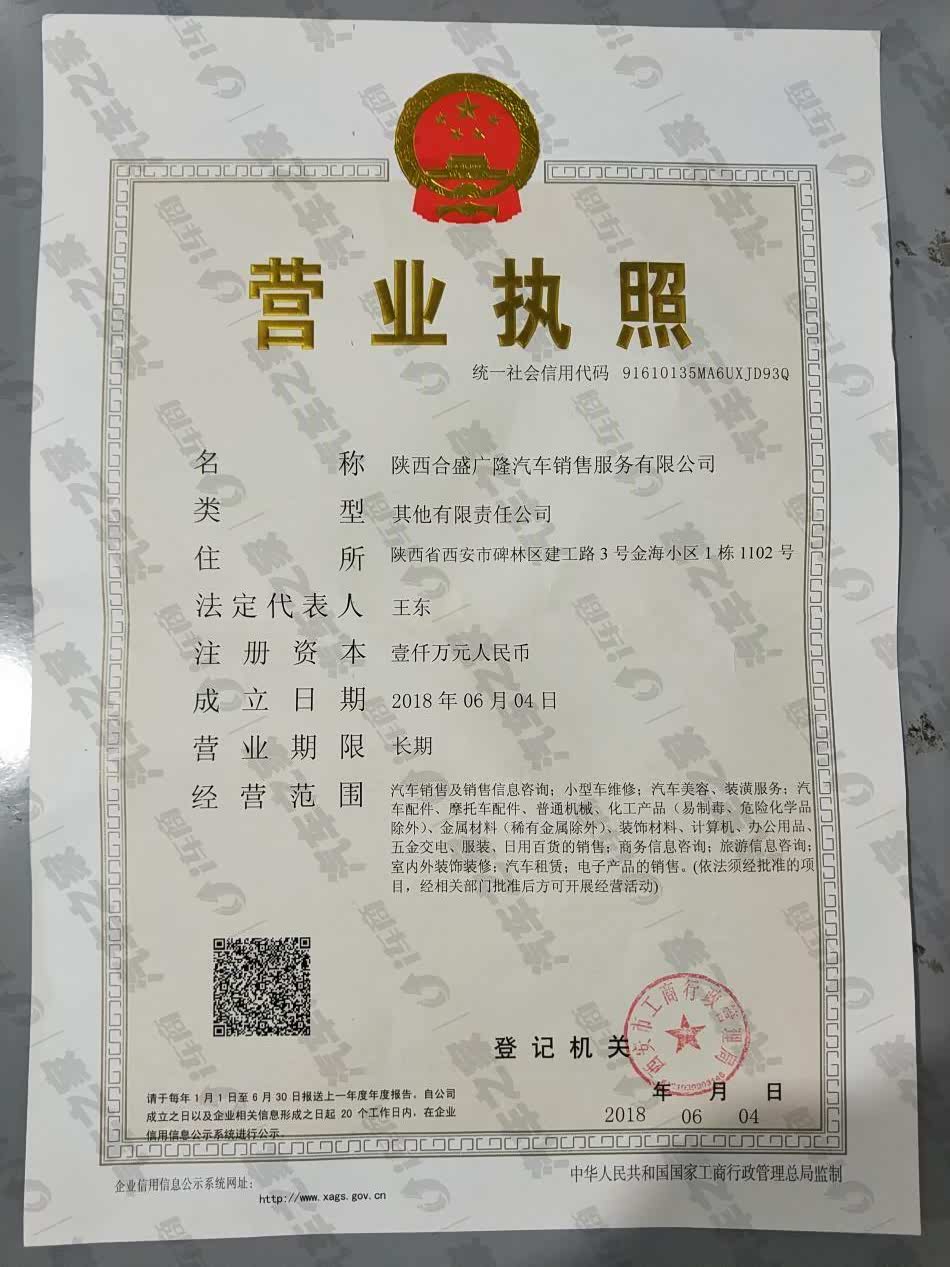 营业执照
统一社会信用代码 91610135MA6UXJD93Q
名称 陕西合盛广隆汽车销售服务有限公司
类型 其他有限责任公司
住所 陕西省西安市碑林区建工路3号金海小区1栋1102号
法定代表人 王东
注册资本 壹仟万元人民币
成立日期 2018年06月04日
营业期限 长期
经营范围 汽车销售及销售信息咨询；小型车维修；汽车美容、装潢服务；汽
车配件、摩托车配件、普通机械、化工产品（易制毒、危险化学品
除外）、金属材料（稀有金属除外）、装饰材料、计算机、办公用品、
五金交电、服装、日用百货的销售；商务信息咨询；旅游信息咨询；
室内外装饰装修；汽车租赁；电子产品的销售。(依法须经批准的项
目，经相关部门批准后方可开展经营活动)
西安市工商行政管理局
登记机关
年月日
2018 06 04
请于每年1月1日至6月30日报送上一年度年度报告。自公司
成立之日以及企业相关信息形成之日起20个工作日内，在企业
信用信息公示系统进行公示。
企业信用信息公示系统网址：
http://www.xags.gov.cn
中华人民共和国国家工商行政管理总局监制
汽车之家